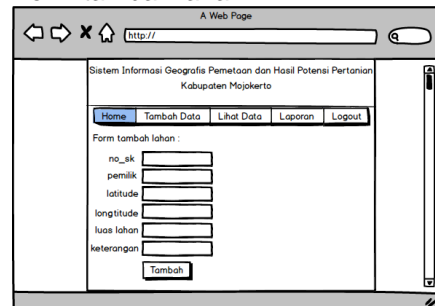 A Web Page
http://
Sistem Informasi Geografis Pemetaan dan Hasil Potensi Pertanian
Kabupaten Mojokerto
Home Tambah Data Lihat Data Laporan Logout
Form tambah lahan :
no_sk
pemilik
latitude
longtitude
luas lahan
keterangan
Tambah